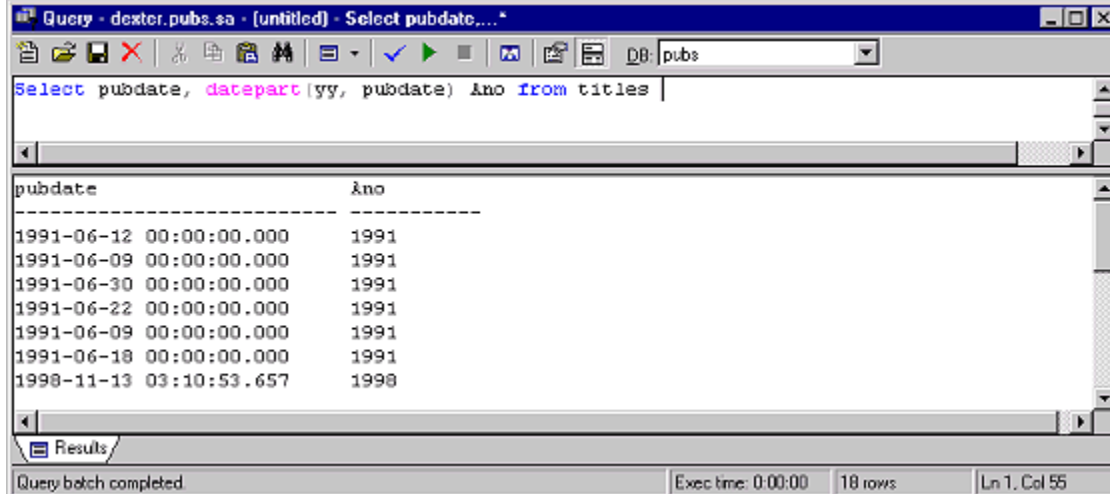 Query - dexter.pubs.sa - (untitled) - Select pubdate,...*
DB: pubs
Select pubdate, datepart(yy, pubdate) Ano from titles
pubdate Ano
--------------------------- -----------
1991-06-12 00:00:00.000 1991
1991-06-09 00:00:00.000 1991
1991-06-30 00:00:00.000 1991
1991-06-22 00:00:00.000 1991
1991-06-09 00:00:00.000 1991
1991-06-18 00:00:00.000 1991
1998-11-13 03:10:53.657 1998
Results
Query batch completed. Exec time: 0:00:00 18 rows Ln 1, Col 55